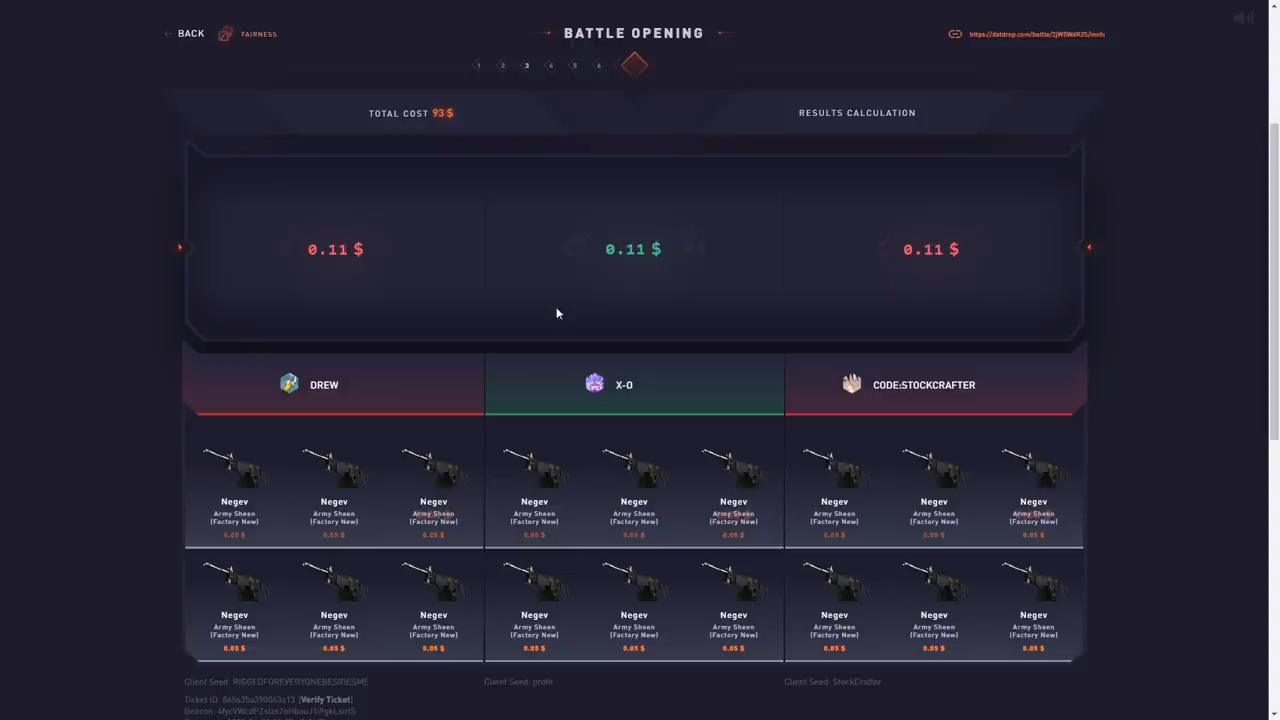 BACK
FAIRNESS
BATTLE OPENING
https://datdrop.com/battle/2jW5WdR2S/invit
1 2 3 4 5 6
TOTAL COST 93 $
RESULTS CALCULATION
0.11 $ 0.11 $ 0.11 $
DREW X-O CODE:STOCKCRAFTER
Negev Negev Negev Negev Negev Negev Negev Negev Negev
Army Sheen Army Sheen Army Sheen Army Sheen Army Sheen Army Sheen Army Sheen Army Sheen Army Sheen
(Factory New) (Factory New) (Factory New) (Factory New) (Factory New) (Factory New) (Factory New) (Factory New) (Factory New)
0.05 $ 0.05 $ 0.05 $ 0.05 $ 0.05 $ 0.05 $ 0.05 $ 0.05 $ 0.05 $
Negev Negev Negev Negev Negev Negev Negev Negev Negev
Army Sheen Army Sheen Army Sheen Army Sheen Army Sheen Army Sheen Army Sheen Army Sheen Army Sheen
(Factory New) (Factory New) (Factory New) (Factory New) (Factory New) (Factory New) (Factory New) (Factory New) (Factory New)
0.05 $ 0.05 $ 0.05 $ 0.05 $ 0.05 $ 0.05 $ 0.05 $ 0.05 $ 0.05 $
Client Seed: RIGGEDFOREVERYONEBESIDESME Client Seed: profit Client Seed: StockCrafter
Ticket ID: 865635a390063a13 (Verify Ticket)
Beacon: